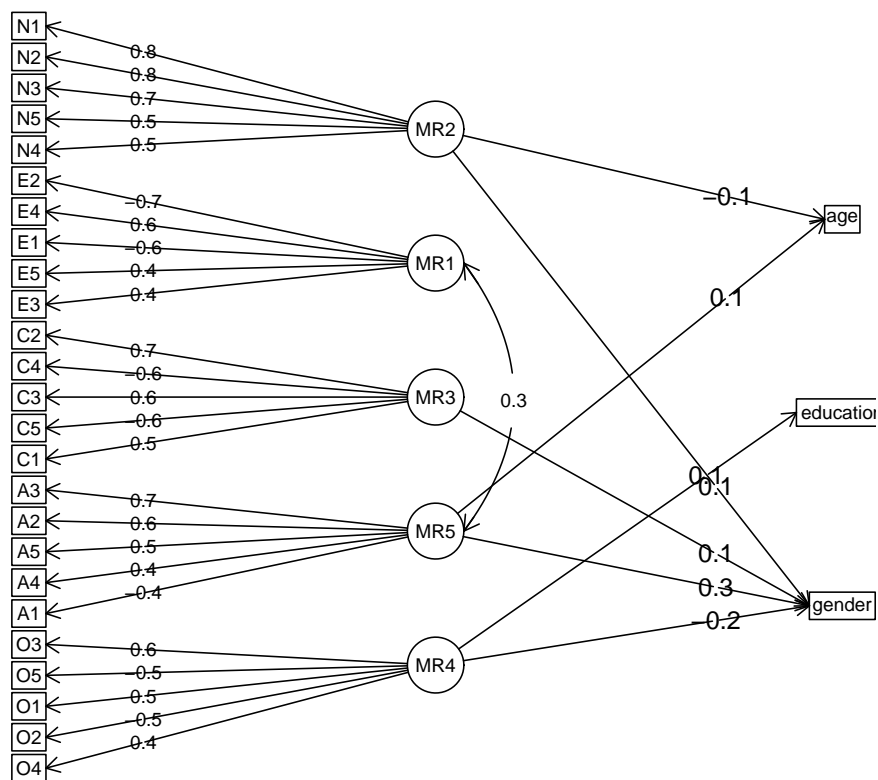 N1
N2
N3
N5
N4
E2
E4
E1
E5
E3
C2
C4
C3
C5
C1
A3
A2
A5
A4
A1
O3
O5
O1
O2
O4
0.8
0.8
0.7
0.5
0.5
−0.7
0.6
−0.6
0.4
0.4
0.7
−0.6
0.6
−0.6
0.5
0.7
0.6
0.5
0.4
−0.4
0.6
−0.5
0.5
−0.5
0.4
MR2
MR1
MR3
MR5
MR4
0.3
−0.1
0.1
0.1
0.1
0.1
0.3
−0.2
age
education
gender